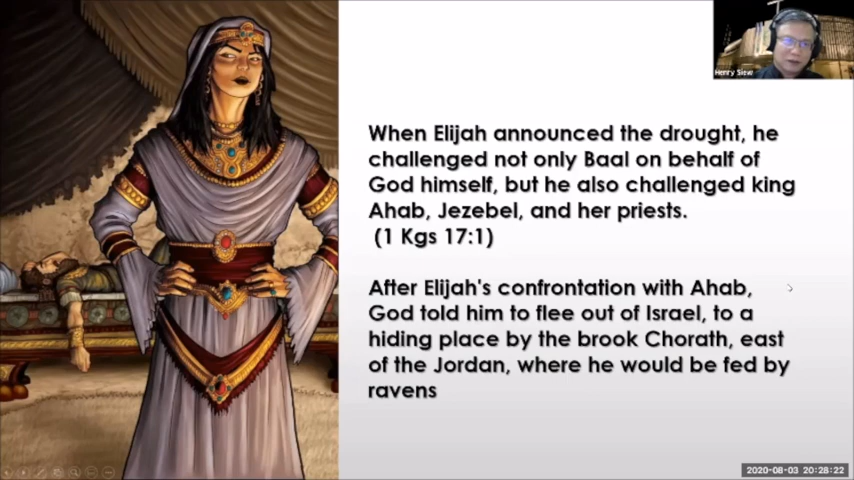 Henry Siew
When Elijah announced the drought, he
challenged not only Baal on behalf of
God himself, but he also challenged king
Ahab, Jezebel, and her priests.
(1 Kgs 17:1)
After Elijah's confrontation with Ahab,
God told him to flee out of Israel, to a
hiding place by the brook Chorath, east
of the Jordan, where he would be fed by
ravens
2020-08-03 20:28:22